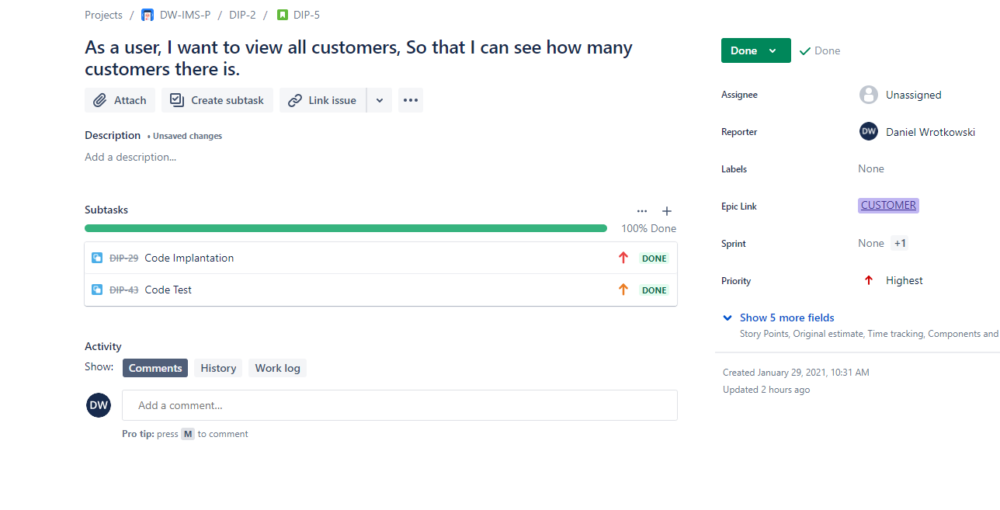 Projects / DW-IMS-P / DIP-2 / DIP-5
As a user, I want to view all customers, So that I can see how many
customers there is.
Attach Create subtask Link issue
Description • Unsaved changes
Add a description...
Subtasks
100% Done
DIP-29 Code Implantation DONE
DIP-43 Code Test DONE
Activity
Show: Comments History Work log
DW Add a comment...
Pro tip: press M to comment
Done Done
Assignee Unassigned
Reporter DW Daniel Wrotkowski
Labels None
Epic Link CUSTOMER
Sprint None +1
Priority Highest
Show 5 more fields
Story Points, Original estimate, Time tracking, Components and
Created January 29, 2021, 10:31 AM
Updated 2 hours ago